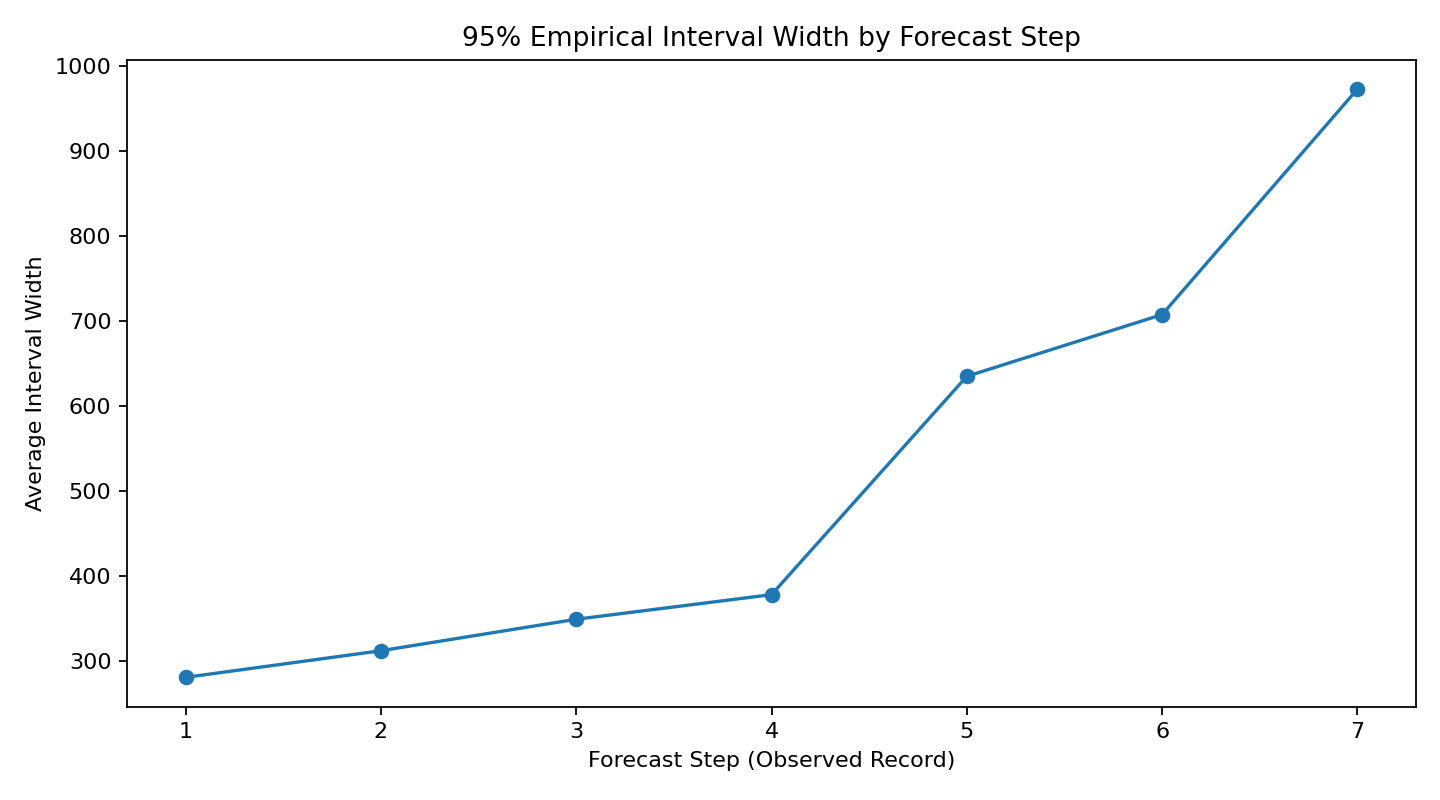 95% Empirical Interval Width by Forecast Step
1000
900
800
700
600
500
400
300
Average Interval Width
1 2 3 4 5 6 7
Forecast Step (Observed Record)